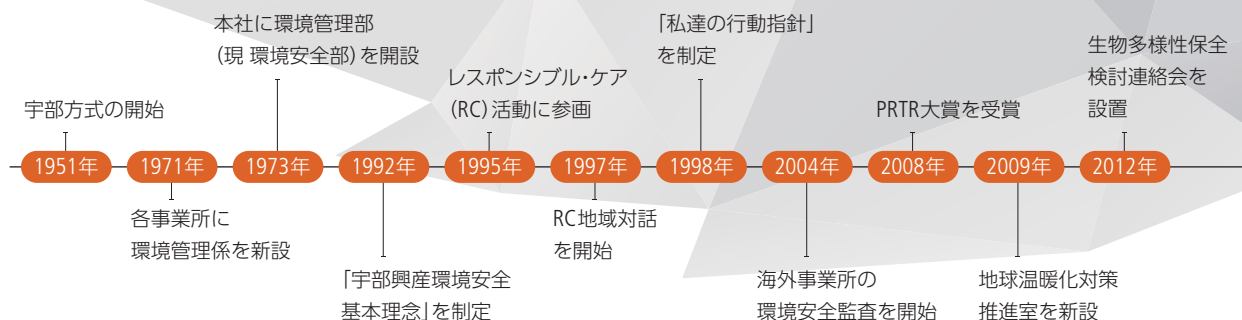 宇部方式の開始
1951年
1971年
各事業所に
環境管理係を新設
本社に環境管理部
(現 環境安全部)を開設
1973年
1992年
「宇部興産環境安全
基本理念」を制定
レスポンシブル・ケア
(RC)活動に参画
1995年
1997年
RC地域対話
を開始
「私達の行動指針」
を制定
1998年
2004年
海外事業所の
環境安全監査を開始
PRTR大賞を受賞
2008年
2009年
地球温暖化対策
推進室を新設
生物多様性保全
検討連絡会を
設置
2012年